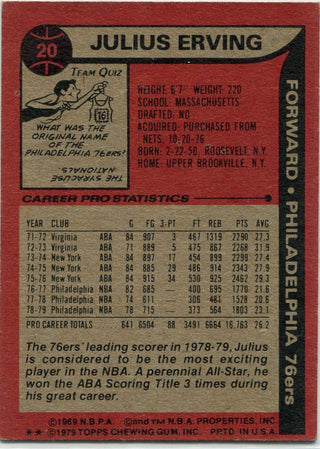 20
JULIUS ERVING
TEAM QUIZ
16
WHAT WAS THE
ORIGINAL NAME
OF THE
PHILADELPHIA 76ers?
THE SYRACUSE
NATIONALS.
HEIGHT: 6'7" WEIGHT: 220
SCHOOL: MASSACHUSETTS
DRAFTED: NO
ACQUIRED: PURCHASED FROM
NETS, 10-20-76
BORN: 2-22-50, ROOSEVELT, N.Y.
HOME: UPPER BROOKVILLE, N.Y.
FORWARD • PHILADELPHIA 76ers
CAREER PRO STATISTICS
YEAR CLUB G FG 3-PT FT REB PTS AVG
71-72 Virginia ABA 84 907 3 467 1319 2290 27.3
72-73 Virginia ABA 71 889 5 475 867 2268 31.9
73-74 New York ABA 84 897 17 454 899 2299 27.4
74-75 New York ABA 84 885 29 486 914 2343 27.9
75-76 New York ABA 84 915 34 530 925 2462 29.3
76-77 Philadelphia NBA 82 685 400 695 1770 21.6
77-78 Philadelphia NBA 74 611 306 481 1528 20.6
78-79 Philadelphia NBA 78 715 373 564 1803 23.1
PRO CAREER TOTALS 641 6504 88 3491 6664 16,763 26.2
The 76ers' leading scorer in 1978-79, Julius
is considered to be the most exciting
player in the NBA. A perennial All-Star, he
won the ABA Scoring Title 3 times during
his great career.
©1969 N.B.P.A. ©and ™ N.B.A. PROPERTIES, INC.
** ©1979 TOPPS CHEWING GUM, INC. PRTD. IN U.S.A.